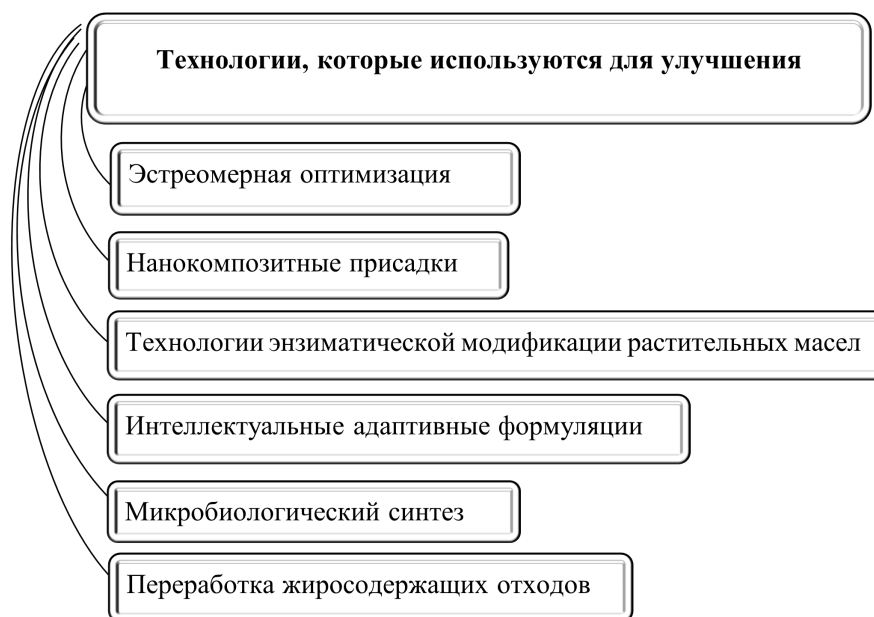 Технологии, которые используются для улучшения
Эстреомерная оптимизация
Нанокомпозитные присадки
Технологии энзиматической модификации растительных масел
Интеллектуальные адаптивные формуляции
Микробиологический синтез
Переработка жиросодержащих отходов